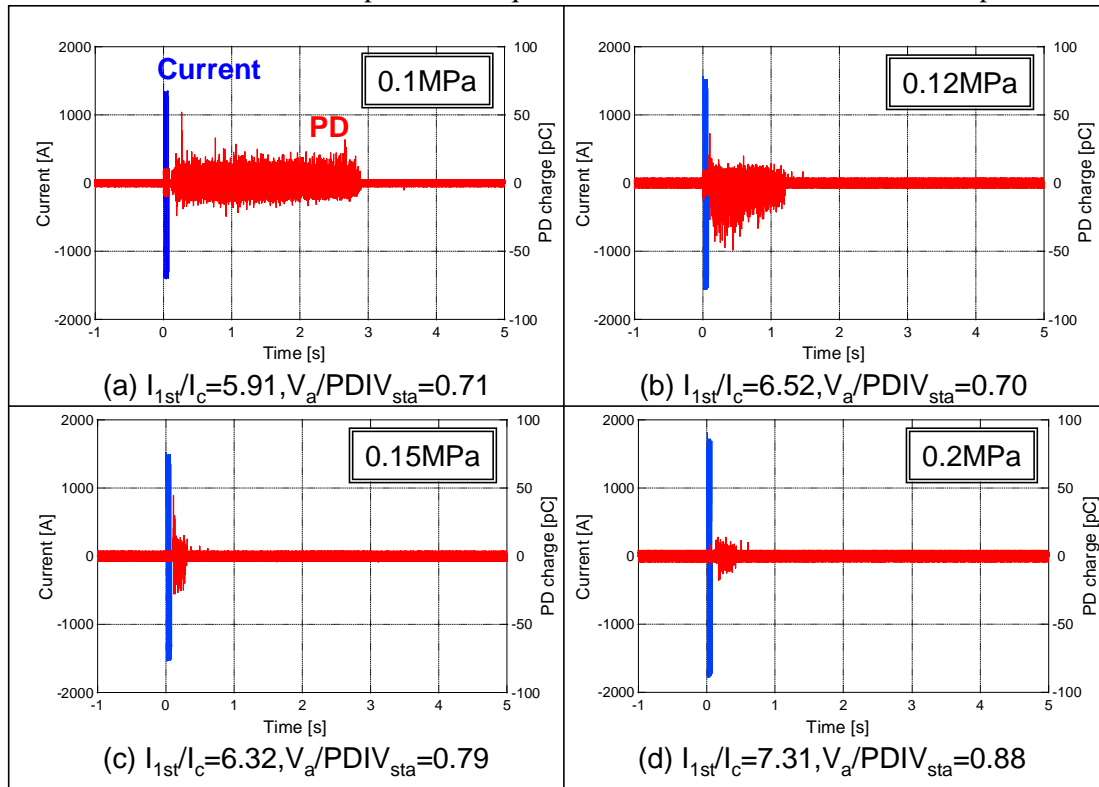 2000
1000
0
-1000
-2000
Current [A]
100
50
0
-50
-100
PD charge [pC]
Current
0.1MPa
PD
-1 0 1 2 3 4 5
Time [s]
(a) I1st/Ic=5.91,Va/PDIVsta=0.71
2000
1000
0
-1000
-2000
Current [A]
100
50
0
-50
-100
PD charge [pC]
0.12MPa
-1 0 1 2 3 4 5
Time [s]
(b) I1st/Ic=6.52,Va/PDIVsta=0.70
2000
1000
0
-1000
-2000
Current [A]
100
50
0
-50
-100
PD charge [pC]
0.15MPa
-1 0 1 2 3 4 5
Time [s]
(c) I1st/Ic=6.32,Va/PDIVsta=0.79
2000
1000
0
-1000
-2000
Current [A]
100
50
0
-50
-100
PD charge [pC]
0.2MPa
-1 0 1 2 3 4 5
Time [s]
(d) I1st/Ic=7.31,Va/PDIVsta=0.88